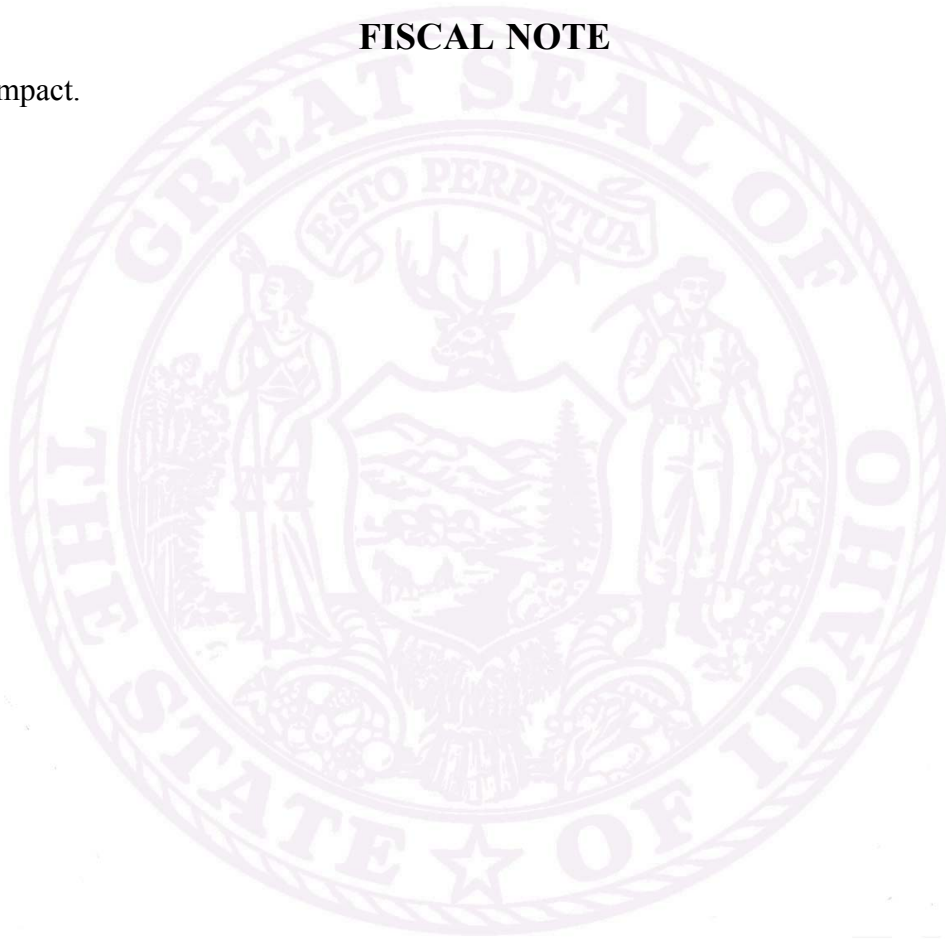 FISCAL NOTE
mpact.
GREAT SEAL OF
ESTO PERPETUA
THE STATE ★ OF IDAHO